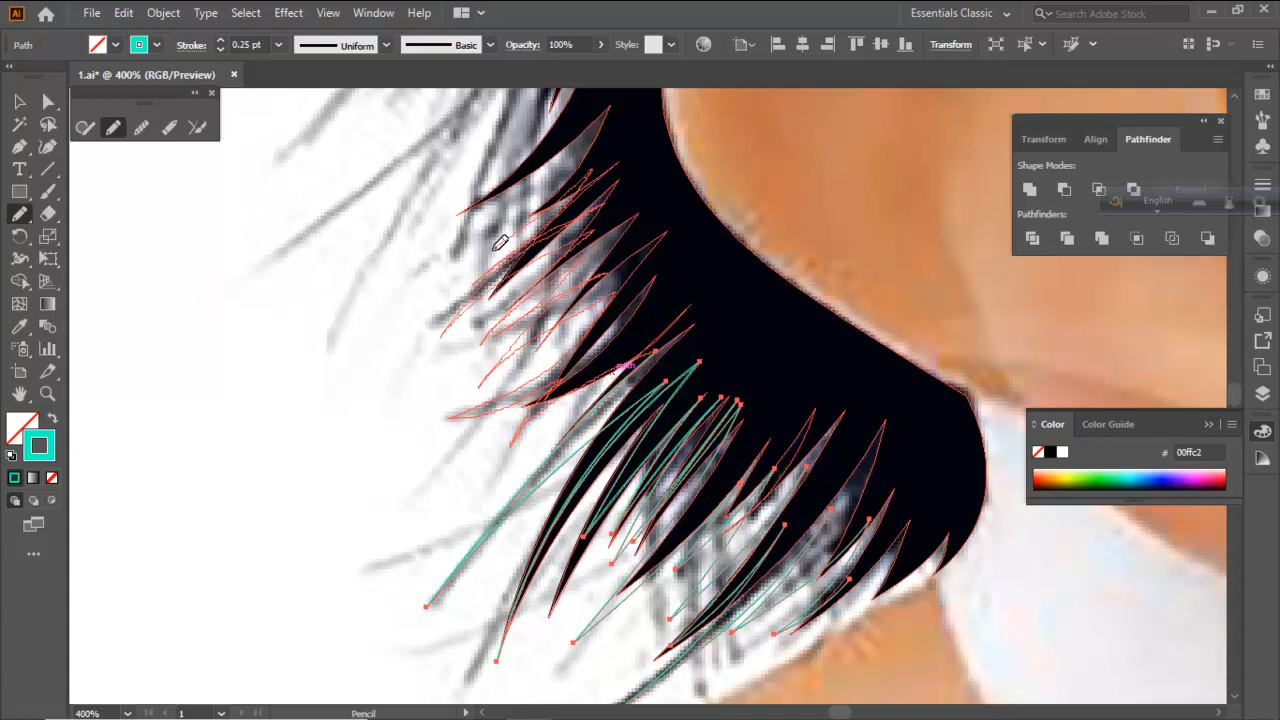 Ai File Edit Object Type Select Effect View Window Help Essentials Classic Search Adobe Stock
Path Stroke: 0.25 pt Uniform Basic Opacity: 100% Style: Transform
1.ai* @ 400% (RGB/Preview)
Transform Align Pathfinder
Shape Modes:
English
Pathfinders:
Color Color Guide
# 00ffc2
400% 1 Pencil